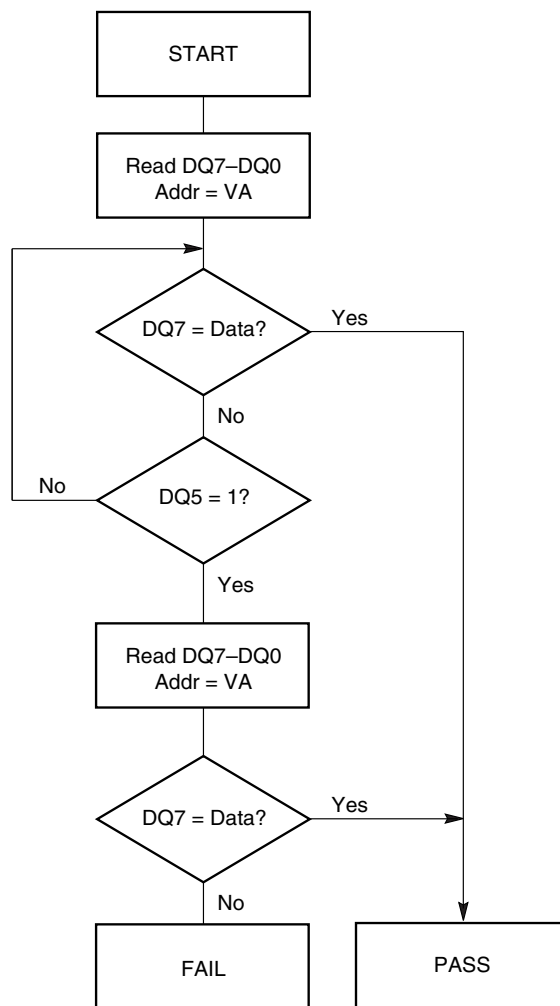 START
Read DQ7–DQ0
Addr = VA
DQ7 = Data?
Yes
No
DQ5 = 1?
No
Yes
Read DQ7–DQ0
Addr = VA
DQ7 = Data?
Yes
No
FAIL
PASS